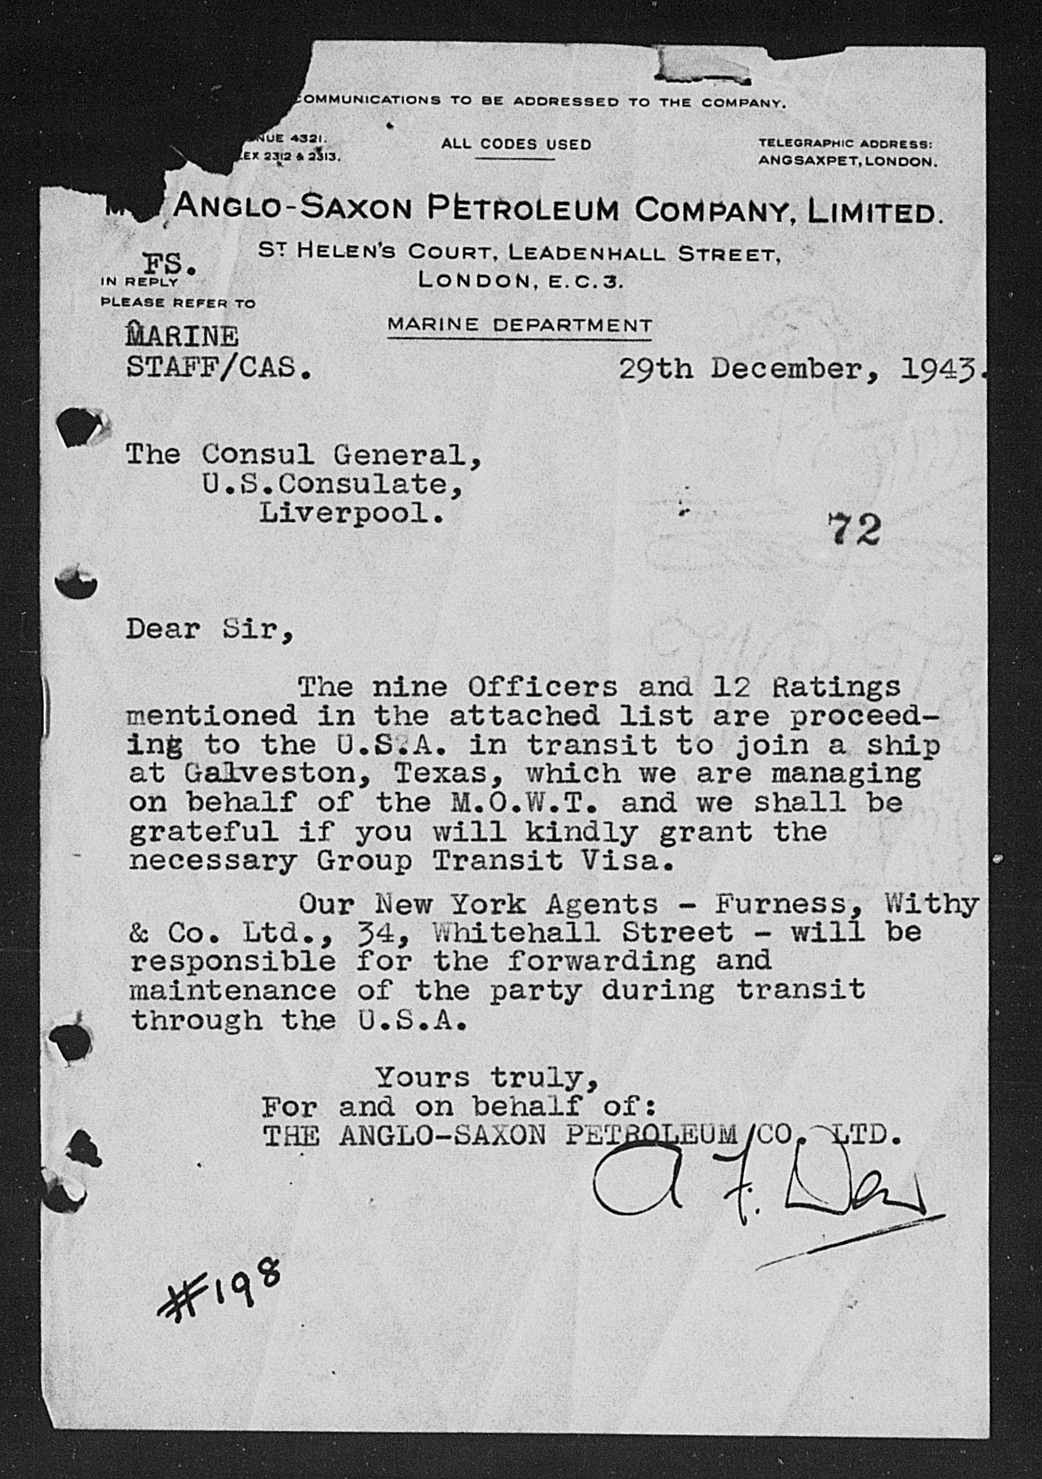 COMMUNICATIONS TO BE ADDRESSED TO THE COMPANY.
4321.
2312 & 2313.
ALL CODES USED
TELEGRAPHIC ADDRESS:
ANGSAXPET, LONDON.
ANGLO-SAXON PETROLEUM COMPANY, LIMITED.
ST HELEN'S COURT, LEADENHALL STREET,
LONDON, E.C.3.
FS.
IN REPLY
PLEASE REFER TO
MARINE DEPARTMENT
MARINE
STAFF/CAS.
29th December, 1943.
The Consul General,
U.S.Consulate,
Liverpool.
72
Dear Sir,
The nine Officers and 12 Ratings
mentioned in the attached list are proceed-
ing to the U.S.A. in transit to join a ship
at Galveston, Texas, which we are managing
on behalf of the M.O.W.T. and we shall be
grateful if you will kindly grant the
necessary Group Transit Visa.
Our New York Agents - Furness, Withy
& Co. Ltd., 34, Whitehall Street - will be
responsible for the forwarding and
maintenance of the party during transit
through the U.S.A.
Yours truly,
For and on behalf of:
THE ANGLO-SAXON PETROLEUM CO. LTD.
A F.
#198